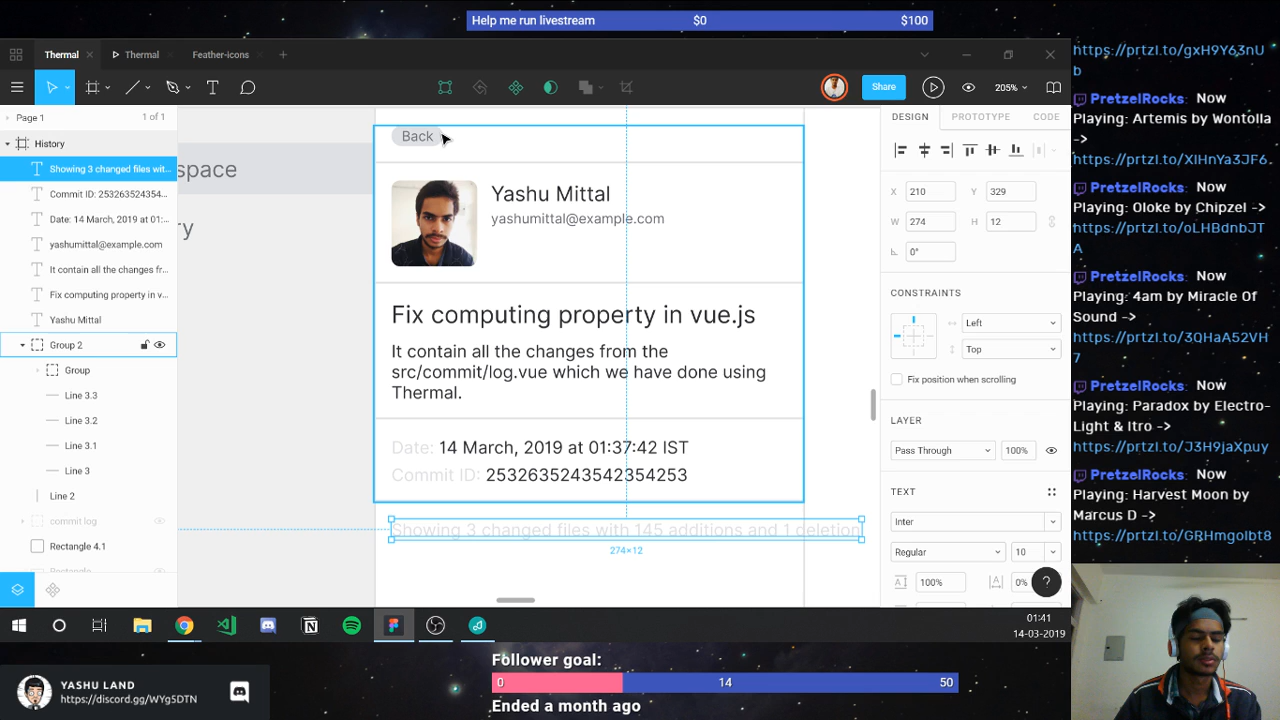 Help me run livestream $0 $100
Thermal
Thermal
Feather-icons
Share
205%
Page 1
1 of 1
History
Showing 3 changed files wit...
Commit ID: 253263524354...
Date: 14 March, 2019 at 01:...
yashumittal@example.com
It contain all the changes fr...
Fix computing property in v...
Yashu Mittal
Group 2
Group
Line 3.3
Line 3.2
Line 3.1
Line 3
Line 2
commit log
Rectangle 4.1
Rectangle
space
ry
Back
Yashu Mittal
yashumittal@example.com
Fix computing property in vue.js
It contain all the changes from the
src/commit/log.vue which we have done using
Thermal.
Date: 14 March, 2019 at 01:37:42 IST
Commit ID: 2532635243542354253
Showing 3 changed files with 145 additions and 1 deletion
274×12
DESIGN
PROTOTYPE
CODE
X 210 Y 329
W 274 H 12
0°
CONSTRAINTS
Left
Top
Fix position when scrolling
LAYER
Pass Through 100%
TEXT
Inter
Regular 10
100% 0%
?
01:41
14-03-2019
https://prtzl.to/gxH9Y63nU
b
PretzelRocks: Now
Playing: Artemis by Wontolla
->
https://prtzl.to/XIHnYa3JF6.
PretzelRocks: Now
Playing: Oloke by Chipzel ->
https://prtzl.to/oLHBdnbJT
A
PretzelRocks: Now
Playing: 4am by Miracle Of
Sound ->
https://prtzl.to/3QHaA52VH
7
PretzelRocks: Now
Playing: Paradox by Electro-
Light & Itro ->
https://prtzl.to/J3H9jaXpuy
PretzelRocks: Now
Playing: Harvest Moon by
Marcus D ->
https://prtzl.to/GRHmgolbt8
YASHU LAND
https://discord.gg/WYg5DTN
Follower goal:
0 14 50
Ended a month ago